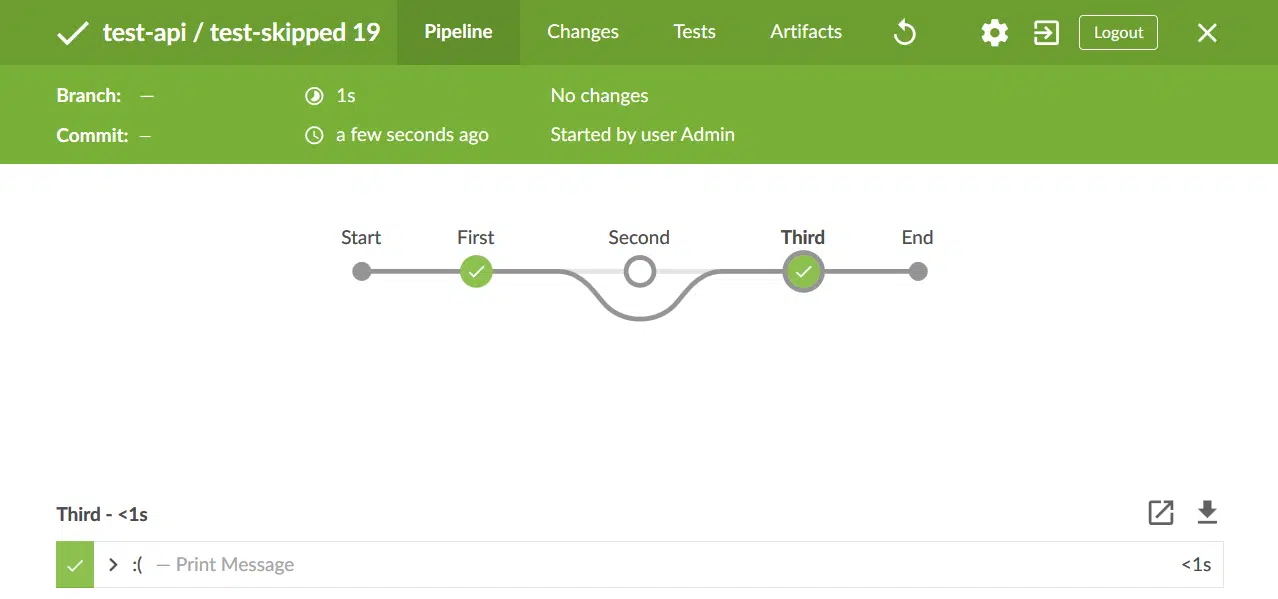 test-api / test-skipped 19 Pipeline Changes Tests Artifacts Logout
Branch: — 1s No changes
Commit: — a few seconds ago Started by user Admin
Start First Second Third End
Third - <1s
:( — Print Message <1s